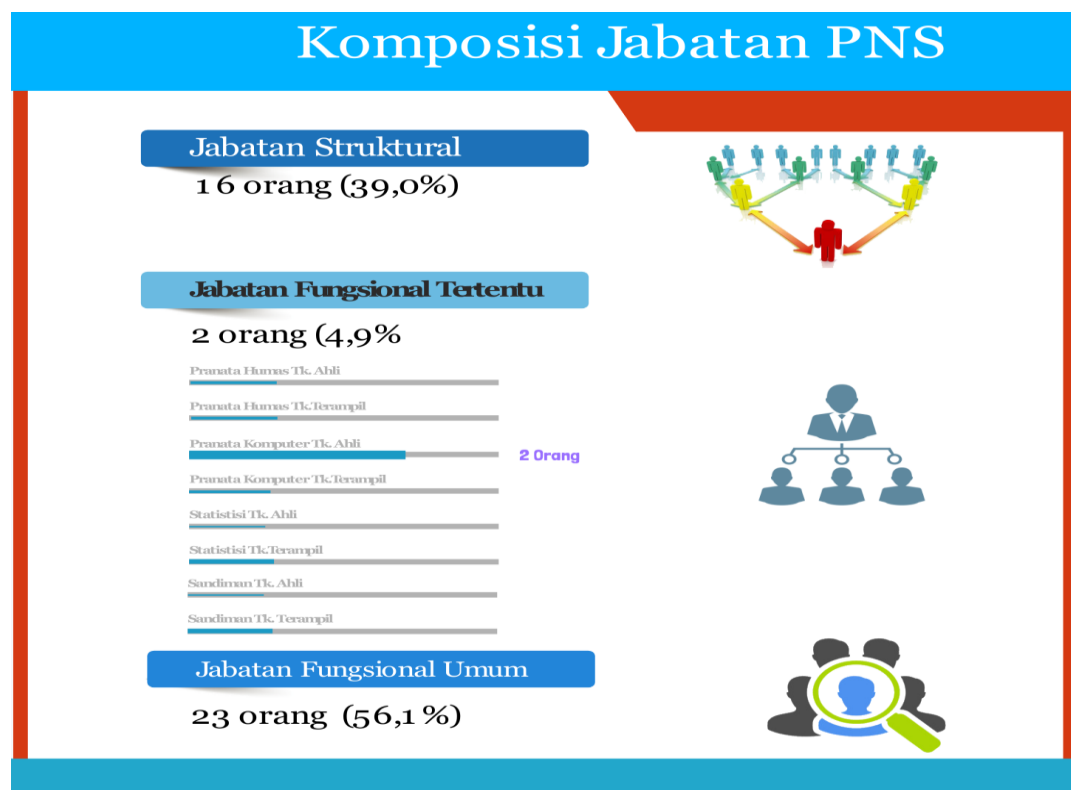 Komposisi Jabatan PNS
Jabatan Struktural
16 orang (39,0%)
Jabatan Fungsional Tertentu
2 orang (4,9%
Pranata Humas Tk. Ahli
Pranata Humas Tk.Terampil
Pranata Komputer Tk. Ahli
2 Orang
Pranata Komputer Tk.Terampil
Statistisi Tk. Ahli
Statistisi Tk.Terampil
Sandiman Tk. Ahli
Sandiman Tk. Terampil
Jabatan Fungsional Umum
23 orang (56,1%)